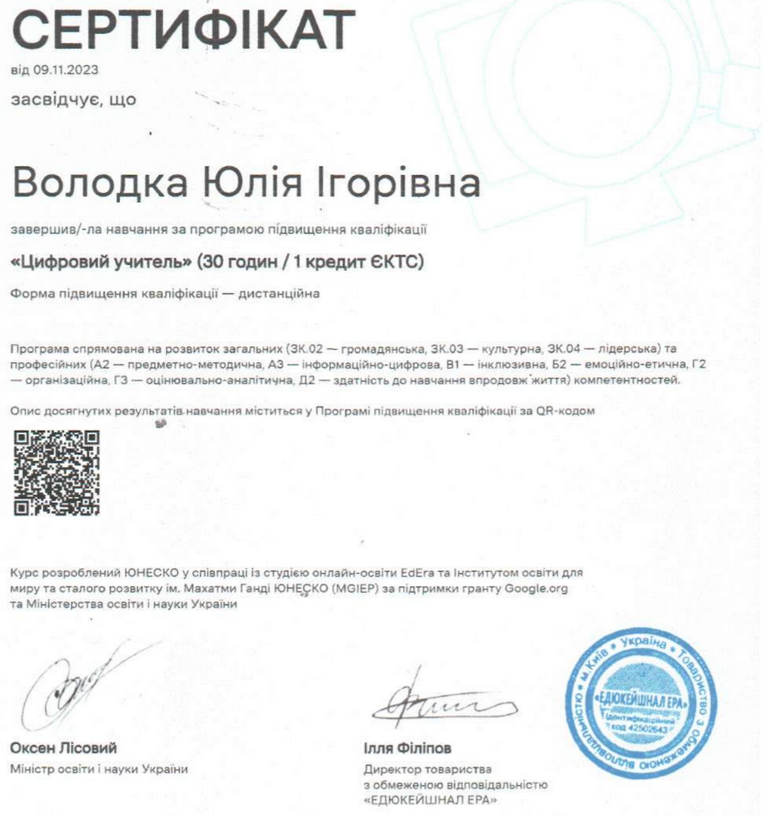 СЕРТИФІКАТ
від 09.11.2023
засвідчує, що
Володка Юлія Ігорівна
завершив/-ла навчання за програмою підвищення кваліфікації
«Цифровий учитель» (30 годин / 1 кредит ЄКТС)
Форма підвищення кваліфікації — дистанційна
Програма спрямована на розвиток загальних (ЗК.02 — громадянська, ЗК.03 — культурна, ЗК.04 — лідерська) та
професійних (А2 — предметно-методична, А3 — інформаційно-цифрова, В1 — інклюзивна, Б2 — емоційно-етична, Г2
— організаційна, Г3 — оцінювально-аналітична, Д2 — здатність до навчання впродовж життя) компетентностей.
Опис досягнутих результатів навчання міститься у Програмі підвищення кваліфікації за QR-кодом
Курс розроблений ЮНЕСКО у співпраці із студією онлайн-освіти EdEra та Інститутом освіти для
миру та сталого розвитку ім. Махатми Ганді ЮНЕСКО (MGIEP) за підтримки гранту Google.org
та Міністерства освіти і науки України
Оксен Лісовий
Міністр освіти і науки України
Ілля Філіпов
Директор товариства
з обмеженою відповідальністю
«ЕДЮКЕЙШНАЛ ЕРА»
м.Київ * Україна * Товариство з обмеженою відповідальністю
«ЕДЮКЕЙШНАЛ ЕРА»
Ідентифікаційний
код 42502643